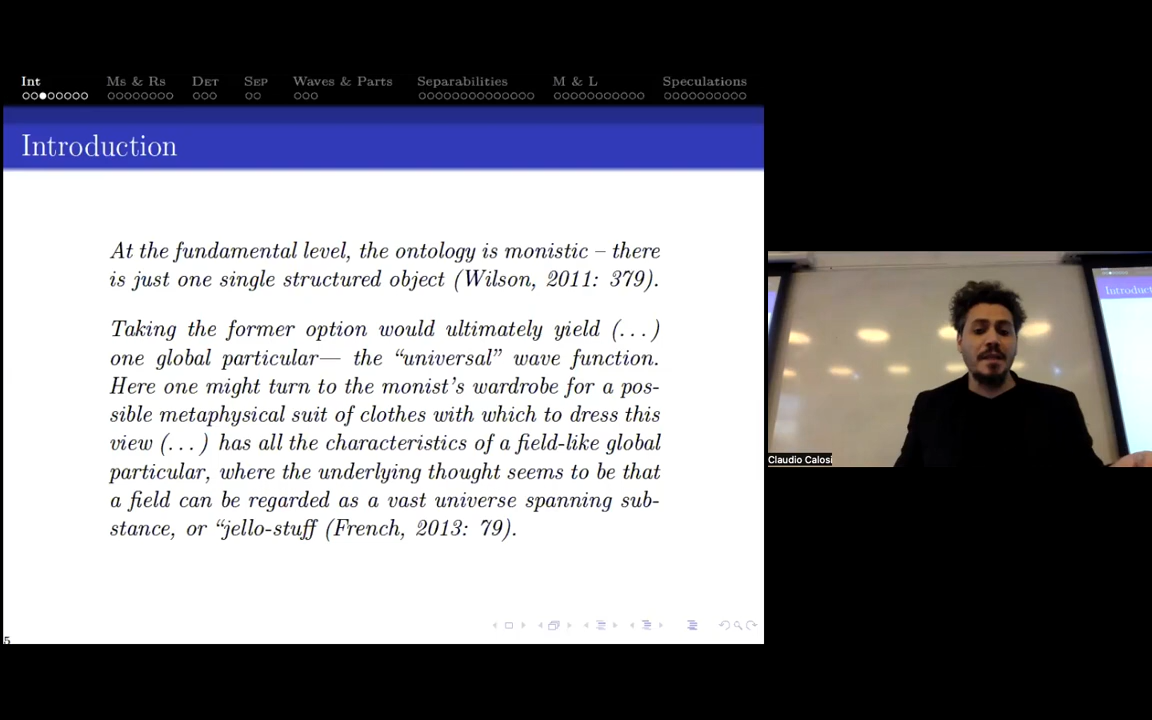 Int Ms & Rs Det Sep Waves & Parts Separabilities M & L Speculations
Introduction
At the fundamental level, the ontology is monistic – there
is just one single structured object (Wilson, 2011: 379).
Taking the former option would ultimately yield (...)
one global particular— the “universal” wave function.
Here one might turn to the monist’s wardrobe for a pos-
sible metaphysical suit of clothes with which to dress this
view (...) has all the characteristics of a field-like global
particular, where the underlying thought seems to be that
a field can be regarded as a vast universe spanning sub-
stance, or “jello-stuff (French, 2013: 79).
5
Introduct
Claudio Calosi